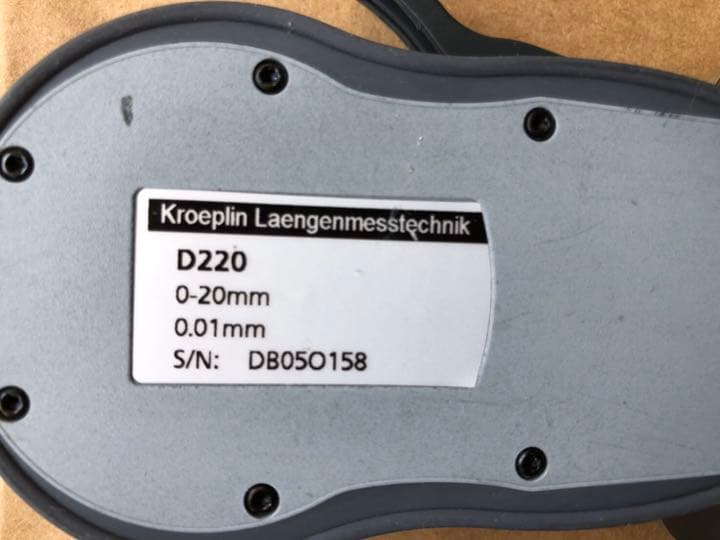 Kroeplin Laengenmesstechnik
D220
0-20mm
0.01mm
S/N: DB05O158